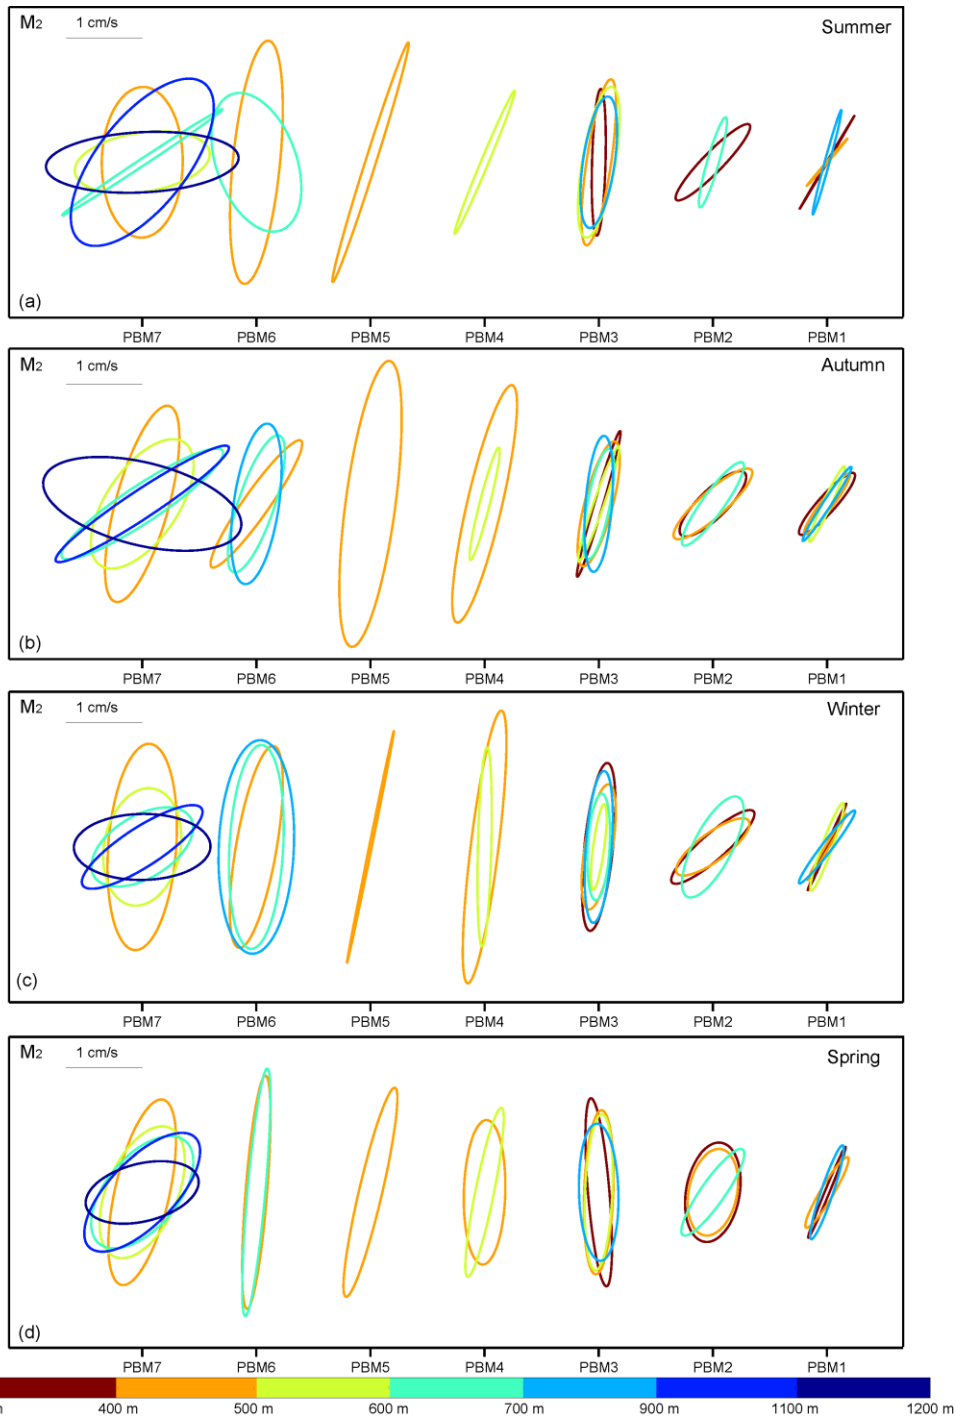 M2 1 cm/s Summer
(a)
PBM7 PBM6 PBM5 PBM4 PBM3 PBM2 PBM1
M2 1 cm/s Autumn
(b)
PBM7 PBM6 PBM5 PBM4 PBM3 PBM2 PBM1
M2 1 cm/s Winter
(c)
PBM7 PBM6 PBM5 PBM4 PBM3 PBM2 PBM1
M2 1 cm/s Spring
(d)
PBM7 PBM6 PBM5 PBM4 PBM3 PBM2 PBM1
400 m 500 m 600 m 700 m 900 m 1100 m 1200 m